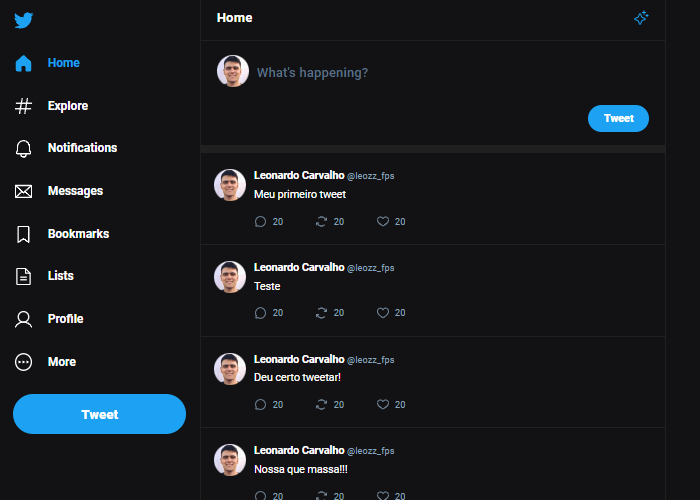 Home
Explore
Notifications
Messages
Bookmarks
Lists
Profile
More
Tweet
Home
What's happening?
Tweet
Leonardo Carvalho @leozz_fps
Meu primeiro tweet
20 20 20
Leonardo Carvalho @leozz_fps
Teste
20 20 20
Leonardo Carvalho @leozz_fps
Deu certo tweetar!
20 20 20
Leonardo Carvalho @leozz_fps
Nossa que massa!!!
20 20 20